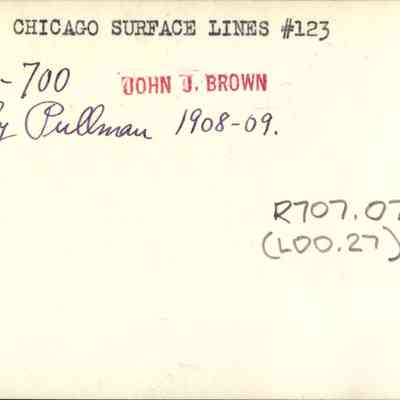 CHICAGO SURFACE LINES #123
-700 JOHN J. BROWN
Pullman 1908-09.
R707.07
(L00.27)